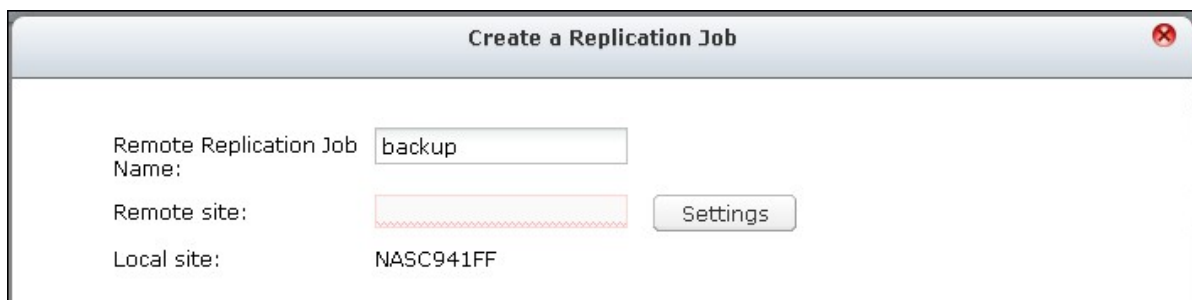 Create a Replication Job
Remote Replication Job
Name:
backup
Remote site:
Settings
Local site:
NASC941FF